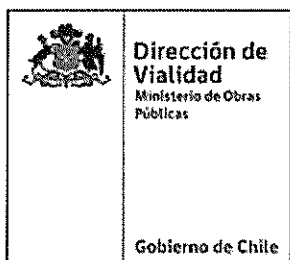 Dirección de
Vialidad
Ministerio de Obras
Públicas
Gobierno de Chile